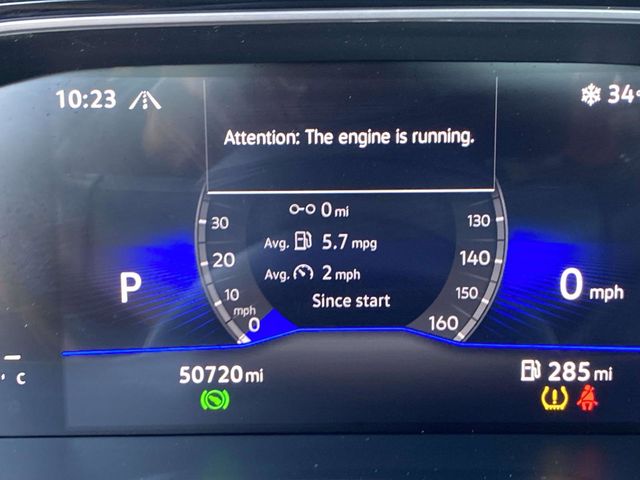 10:23
34°
Attention: The engine is running.
0 mi
Avg. 5.7 mpg
Avg. 2 mph
Since start
30
20
10
mph
0
130
140
150
160
P
0 mph
C
50720 mi
285 mi